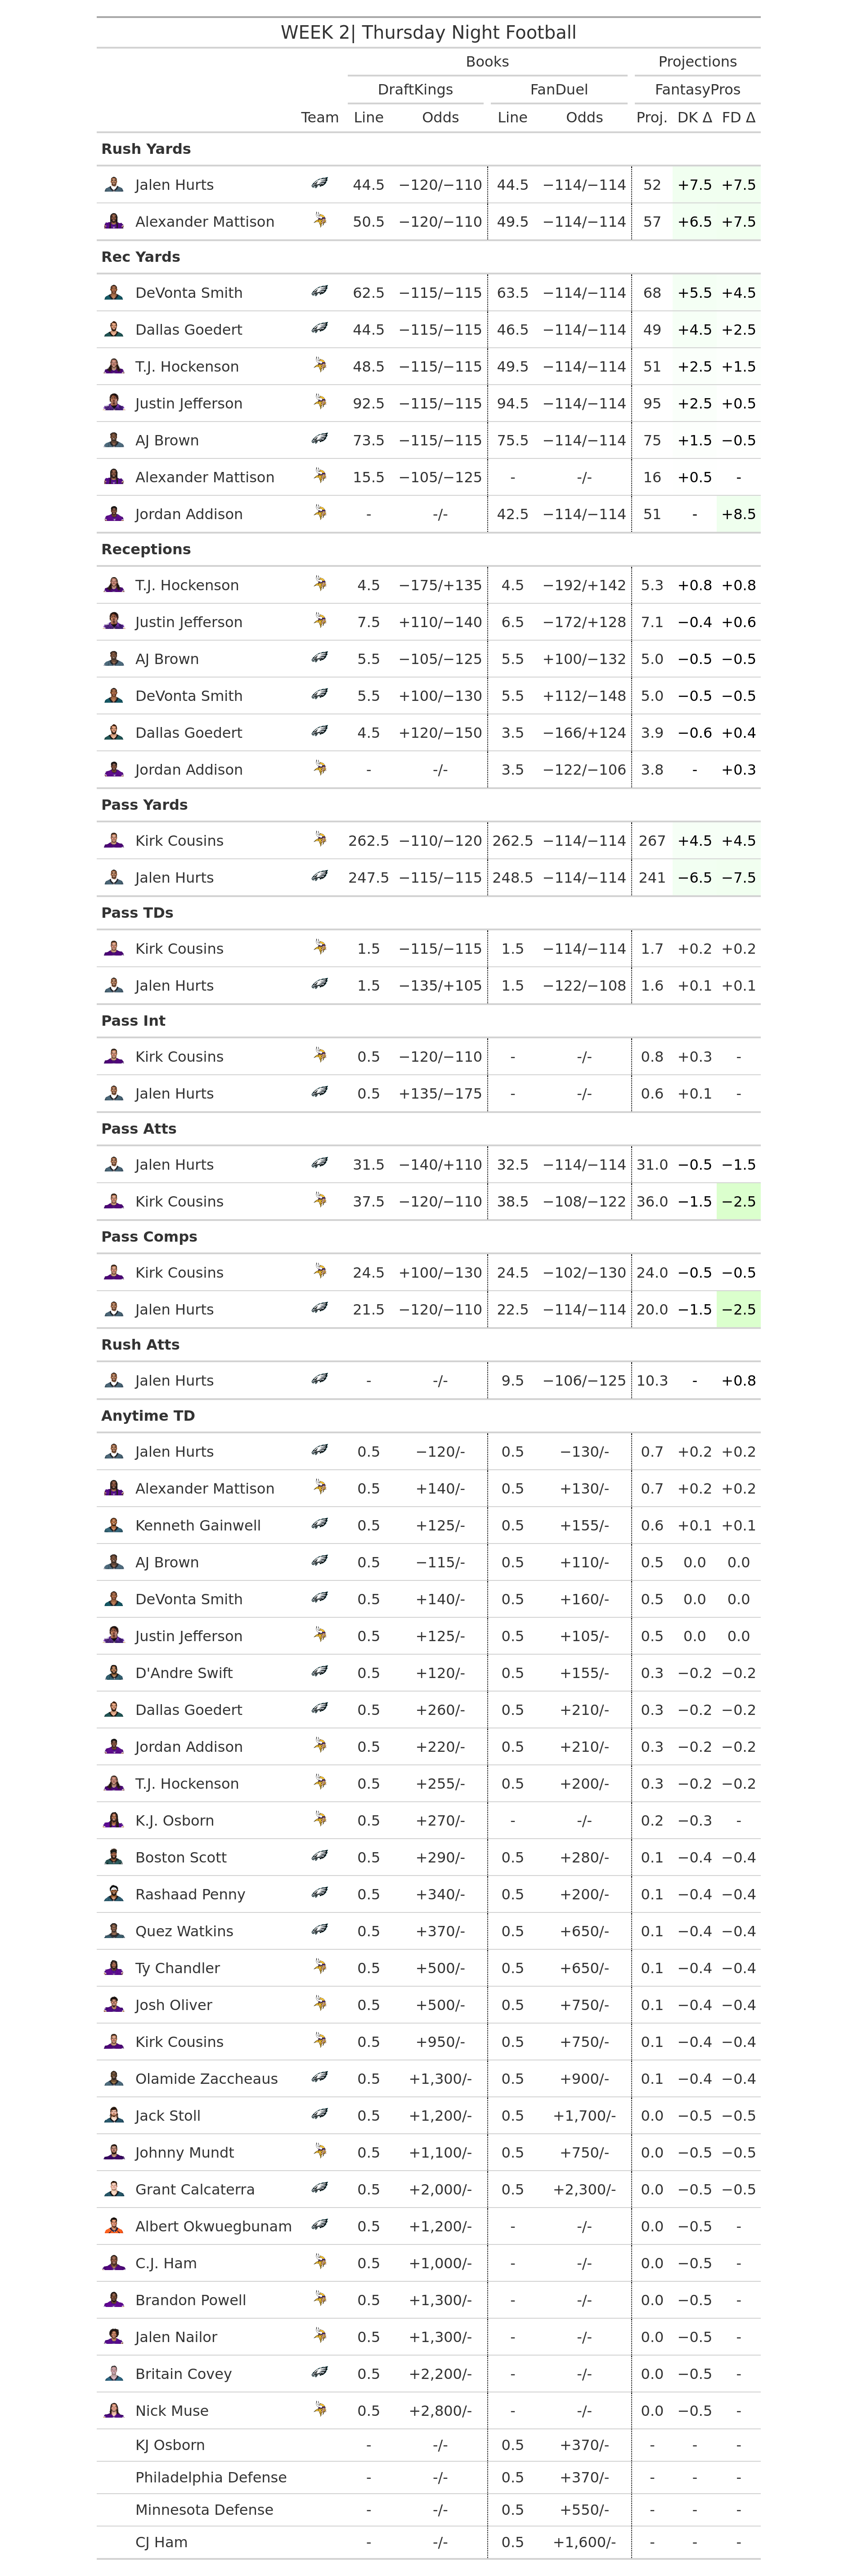 WEEK 2| Thursday Night Football
Books Projections
DraftKings FanDuel FantasyPros
Team Line Odds Line Odds Proj. DK Δ FD Δ
Rush Yards
Jalen Hurts 44.5 −120/−110 44.5 −114/−114 52 +7.5 +7.5
Alexander Mattison 50.5 −120/−110 49.5 −114/−114 57 +6.5 +7.5
Rec Yards
DeVonta Smith 62.5 −115/−115 63.5 −114/−114 68 +5.5 +4.5
Dallas Goedert 44.5 −115/−115 46.5 −114/−114 49 +4.5 +2.5
T.J. Hockenson 48.5 −115/−115 49.5 −114/−114 51 +2.5 +1.5
Justin Jefferson 92.5 −115/−115 94.5 −114/−114 95 +2.5 +0.5
AJ Brown 73.5 −115/−115 75.5 −114/−114 75 +1.5 −0.5
Alexander Mattison 15.5 −105/−125 - -/- 16 +0.5 -
Jordan Addison - -/- 42.5 −114/−114 51 - +8.5
Receptions
T.J. Hockenson 4.5 −175/+135 4.5 −192/+142 5.3 +0.8 +0.8
Justin Jefferson 7.5 +110/−140 6.5 −172/+128 7.1 −0.4 +0.6
AJ Brown 5.5 −105/−125 5.5 +100/−132 5.0 −0.5 −0.5
DeVonta Smith 5.5 +100/−130 5.5 +112/−148 5.0 −0.5 −0.5
Dallas Goedert 4.5 +120/−150 3.5 −166/+124 3.9 −0.6 +0.4
Jordan Addison - -/- 3.5 −122/−106 3.8 - +0.3
Pass Yards
Kirk Cousins 262.5 −110/−120 262.5 −114/−114 267 +4.5 +4.5
Jalen Hurts 247.5 −115/−115 248.5 −114/−114 241 −6.5 −7.5
Pass TDs
Kirk Cousins 1.5 −115/−115 1.5 −114/−114 1.7 +0.2 +0.2
Jalen Hurts 1.5 −135/+105 1.5 −122/−108 1.6 +0.1 +0.1
Pass Int
Kirk Cousins 0.5 −120/−110 - -/- 0.8 +0.3 -
Jalen Hurts 0.5 +135/−175 - -/- 0.6 +0.1 -
Pass Atts
Jalen Hurts 31.5 −140/+110 32.5 −114/−114 31.0 −0.5 −1.5
Kirk Cousins 37.5 −120/−110 38.5 −108/−122 36.0 −1.5 −2.5
Pass Comps
Kirk Cousins 24.5 +100/−130 24.5 −102/−130 24.0 −0.5 −0.5
Jalen Hurts 21.5 −120/−110 22.5 −114/−114 20.0 −1.5 −2.5
Rush Atts
Jalen Hurts - -/- 9.5 −106/−125 10.3 - +0.8
Anytime TD
Jalen Hurts 0.5 −120/- 0.5 −130/- 0.7 +0.2 +0.2
Alexander Mattison 0.5 +140/- 0.5 +130/- 0.7 +0.2 +0.2
Kenneth Gainwell 0.5 +125/- 0.5 +155/- 0.6 +0.1 +0.1
AJ Brown 0.5 −115/- 0.5 +110/- 0.5 0.0 0.0
DeVonta Smith 0.5 +140/- 0.5 +160/- 0.5 0.0 0.0
Justin Jefferson 0.5 +125/- 0.5 +105/- 0.5 0.0 0.0
D'Andre Swift 0.5 +120/- 0.5 +155/- 0.3 −0.2 −0.2
Dallas Goedert 0.5 +260/- 0.5 +210/- 0.3 −0.2 −0.2
Jordan Addison 0.5 +220/- 0.5 +210/- 0.3 −0.2 −0.2
T.J. Hockenson 0.5 +255/- 0.5 +200/- 0.3 −0.2 −0.2
K.J. Osborn 0.5 +270/- - -/- 0.2 −0.3 -
Boston Scott 0.5 +290/- 0.5 +280/- 0.1 −0.4 −0.4
Rashaad Penny 0.5 +340/- 0.5 +200/- 0.1 −0.4 −0.4
Quez Watkins 0.5 +370/- 0.5 +650/- 0.1 −0.4 −0.4
Ty Chandler 0.5 +500/- 0.5 +650/- 0.1 −0.4 −0.4
Josh Oliver 0.5 +500/- 0.5 +750/- 0.1 −0.4 −0.4
Kirk Cousins 0.5 +950/- 0.5 +750/- 0.1 −0.4 −0.4
Olamide Zaccheaus 0.5 +1,300/- 0.5 +900/- 0.1 −0.4 −0.4
Jack Stoll 0.5 +1,200/- 0.5 +1,700/- 0.0 −0.5 −0.5
Johnny Mundt 0.5 +1,100/- 0.5 +750/- 0.0 −0.5 −0.5
Grant Calcaterra 0.5 +2,000/- 0.5 +2,300/- 0.0 −0.5 −0.5
Albert Okwuegbunam 0.5 +1,200/- - -/- 0.0 −0.5 -
C.J. Ham 0.5 +1,000/- - -/- 0.0 −0.5 -
Brandon Powell 0.5 +1,300/- - -/- 0.0 −0.5 -
Jalen Nailor 0.5 +1,300/- - -/- 0.0 −0.5 -
Britain Covey 0.5 +2,200/- - -/- 0.0 −0.5 -
Nick Muse 0.5 +2,800/- - -/- 0.0 −0.5 -
KJ Osborn - -/- 0.5 +370/- - - -
Philadelphia Defense - -/- 0.5 +370/- - - -
Minnesota Defense - -/- 0.5 +550/- - - -
CJ Ham - -/- 0.5 +1,600/- - - -